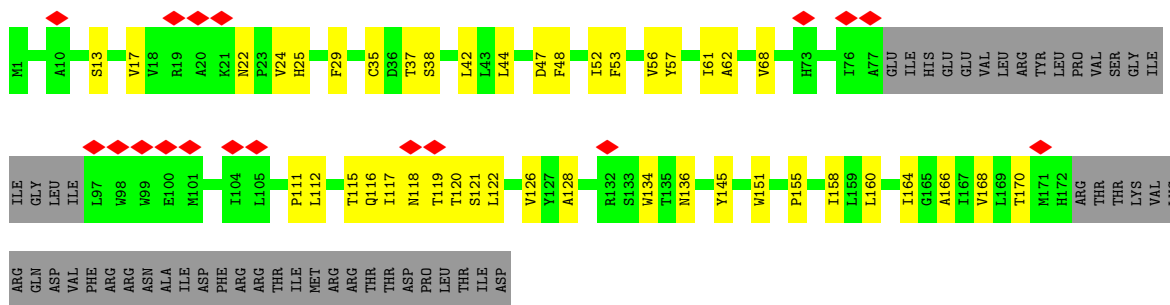 M1 A10 S13 V17 V18 R19 A20 K21 N22 P23 V24 H25 F29 C35 D36 T37 S38 L42 L43 L44 D47 F48 I52 F53 V56 Y57 I61 A62 V68 H73 I76 A77 GLU ILE HIS GLU GLU VAL LEU ARG TYR LEU PRO VAL SER GLY ILE
ILE GLY LEU ILE L97 W98 W99 E100 M101 I104 L105 P111 L112 T115 Q116 I117 N118 T119 T120 S121 L122 V126 Y127 A128 R132 S133 W134 T135 N136 Y145 W151 P155 I158 L159 L160 I164 G165 A166 I167 V168 L169 T170 M171 H172 ARG THR THR LYS VAL
ARG GLN ASP VAL PHE ARG ARG ASN ALA ILE ASP PHE ARG ARG THR ILE MET ARG ARG THR THR ASP PRO LEU THR ILE ASP